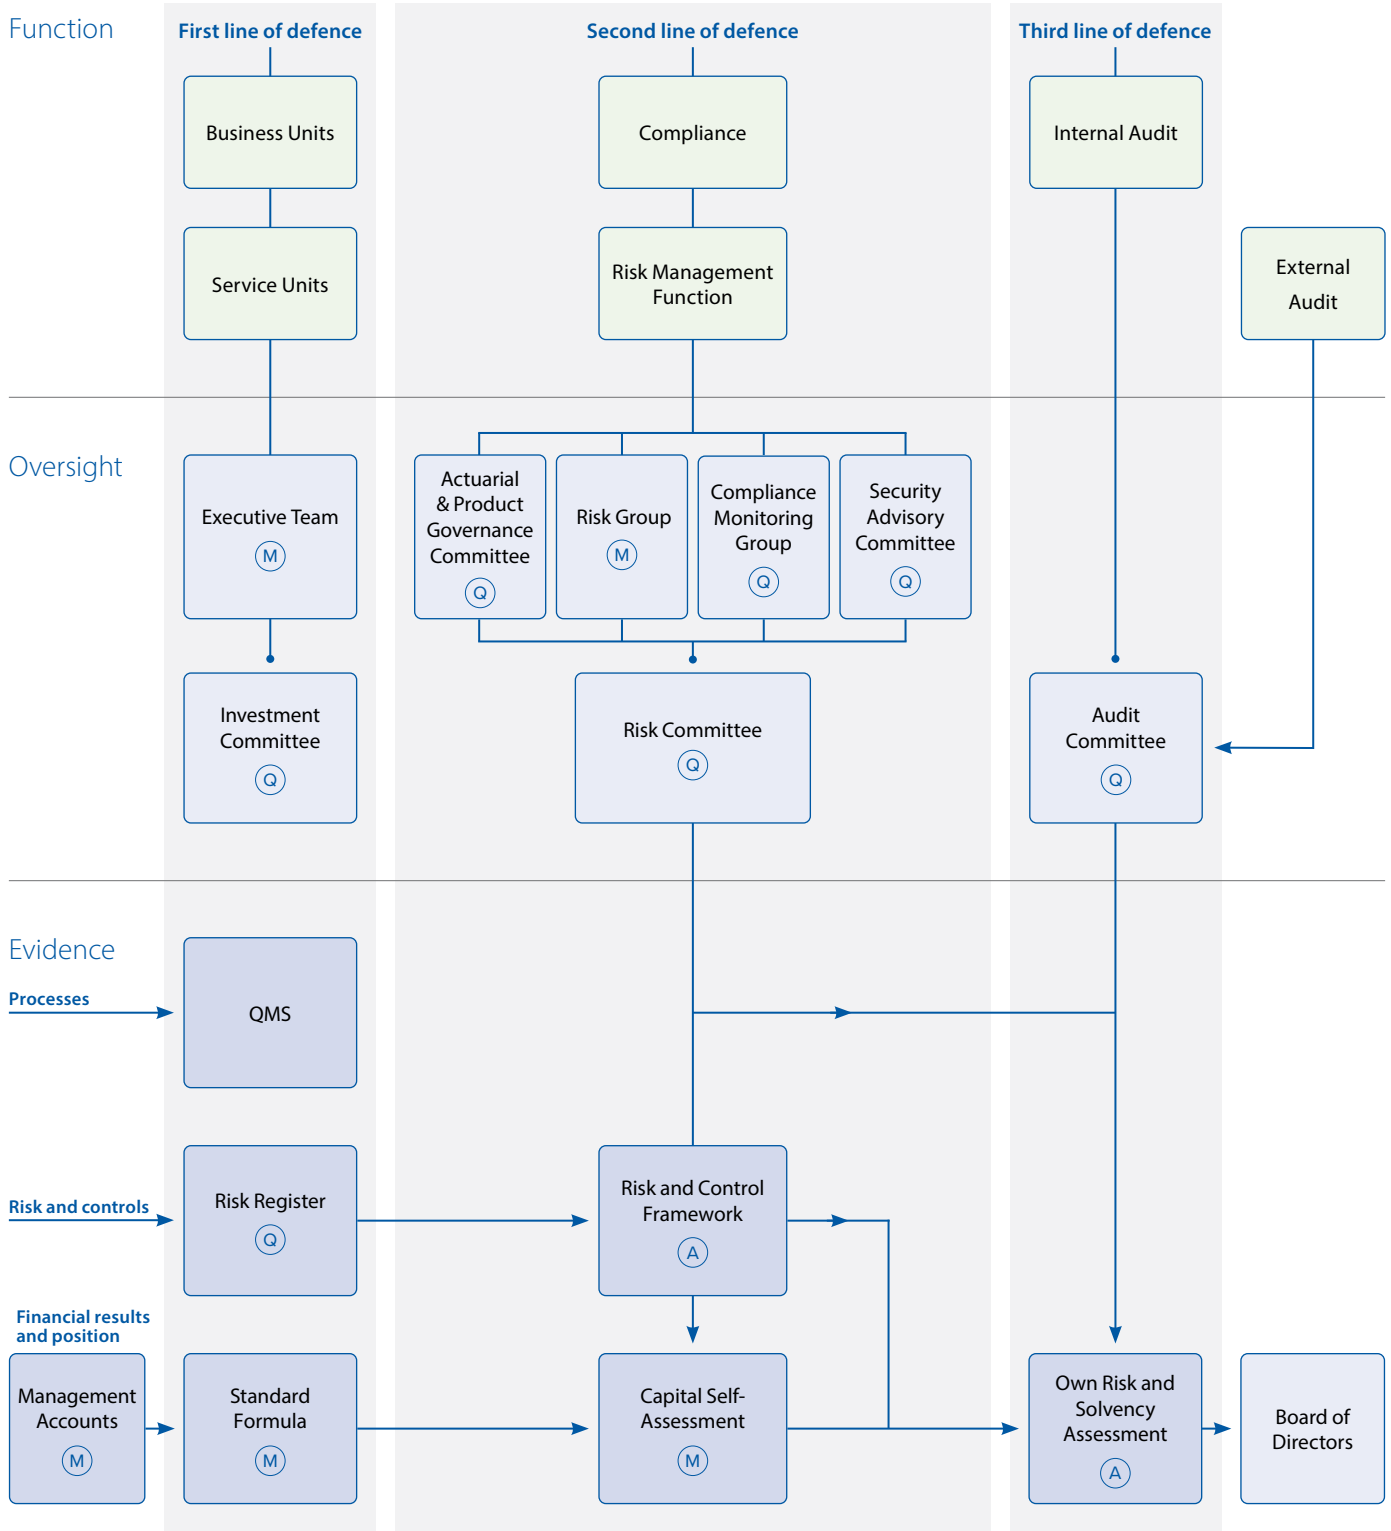 Function
First line of defence
Second line of defence
Third line of defence
Business Units
Compliance
Internal Audit
Service Units
Risk Management
Function
External
Audit
Oversight
Executive Team
M
Actuarial
& Product
Governance
Committee
Q
Risk Group
M
Compliance
Monitoring
Group
Q
Security
Advisory
Committee
Q
Investment
Committee
Q
Risk Committee
Q
Audit
Committee
Q
Evidence
Processes
QMS
Risk and controls
Risk Register
Q
Risk and Control
Framework
A
Financial results
and position
Management
Accounts
M
Standard
Formula
M
Capital Self-
Assessment
M
Own Risk and
Solvency
Assessment
A
Board of
Directors